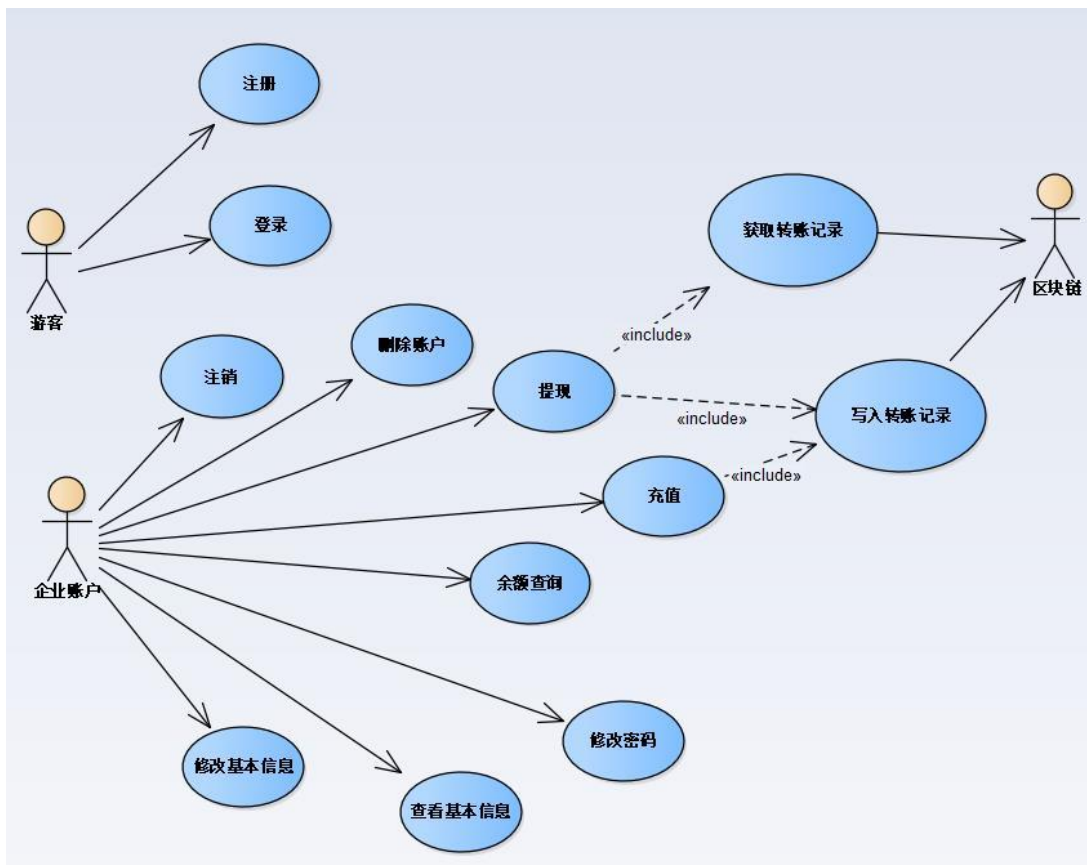 注册
登录
获取转账记录
区块链
游客
«include»
删除账户
注销
提现
«include»
写入转账记录
«include»
充值
余额查询
企业账户
修改密码
修改基本信息
查看基本信息